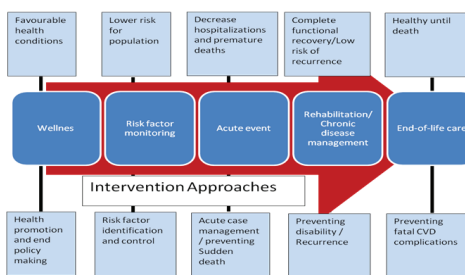 Favourable
health
conditions
Lower risk
for
population
Decrease
hospitalizations
and premature
deaths
Complete
functional
recovery/Low
risk of
recurrence
Healthy until
death
Wellnes
Risk factor
monitoring
Acute event
Rehabilitation/
Chronic
disease
management
End-of-life care
Intervention Approaches
Health
promotion and end
policy
making
Risk factor
identification
and control
Acute case
management
/ preventing
Sudden
death
Preventing
disability /
Recurrence
Preventing
fatal CVD
complications